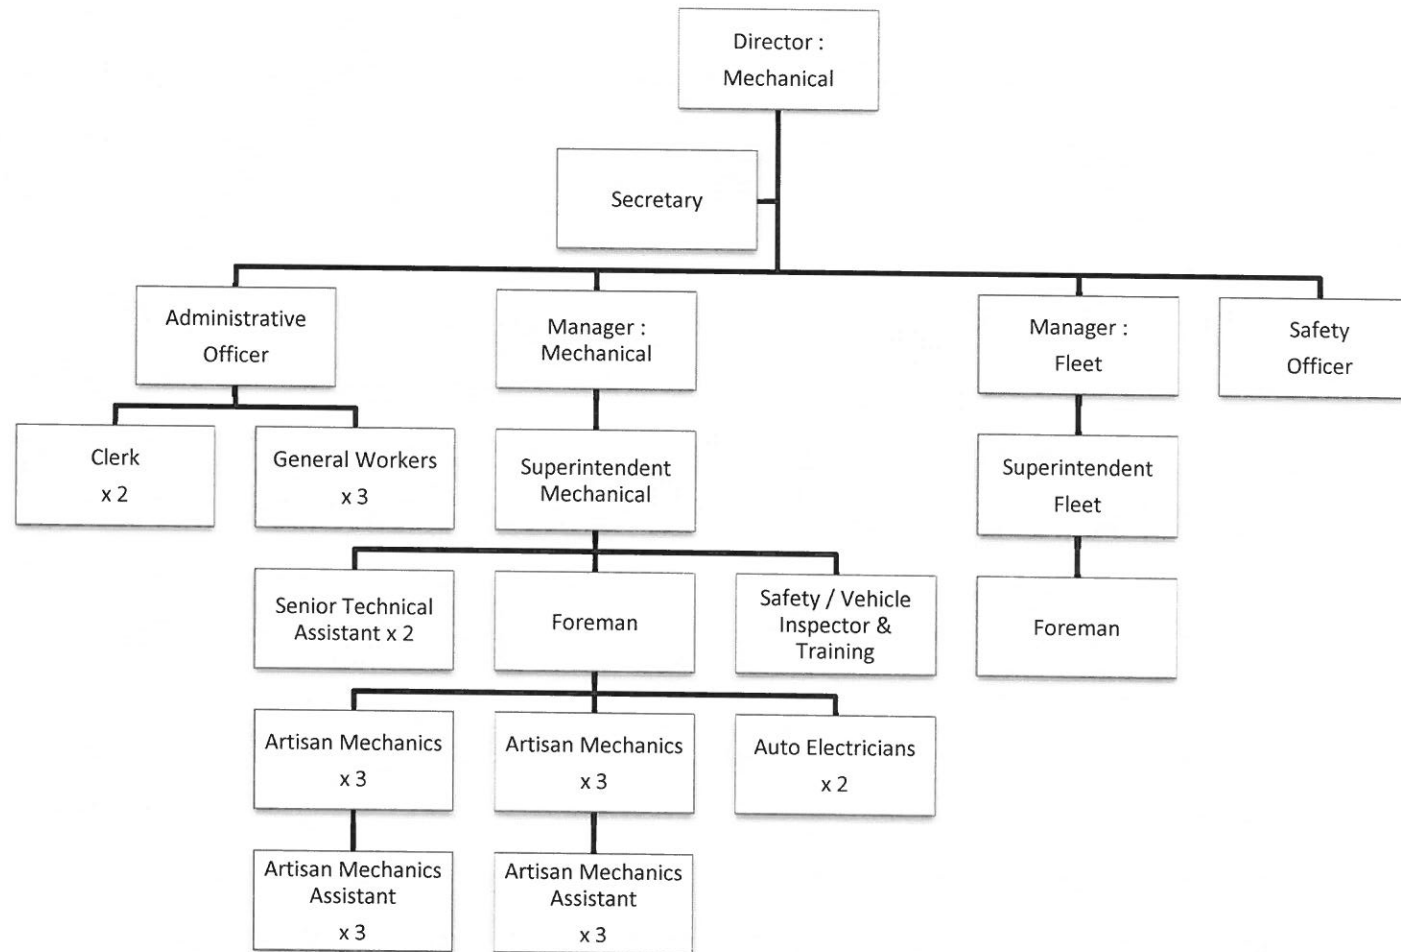 Director :
Mechanical
Secretary
Administrative
Officer
Manager :
Mechanical
Manager :
Fleet
Safety
Officer
Clerk
x 2
General Workers
x 3
Superintendent
Mechanical
Superintendent
Fleet
Senior Technical
Assistant x 2
Foreman
Safety / Vehicle
Inspector &
Training
Foreman
Artisan Mechanics
x 3
Artisan Mechanics
x 3
Auto Electricians
x 2
Artisan Mechanics
Assistant
x 3
Artisan Mechanics
Assistant
x 3